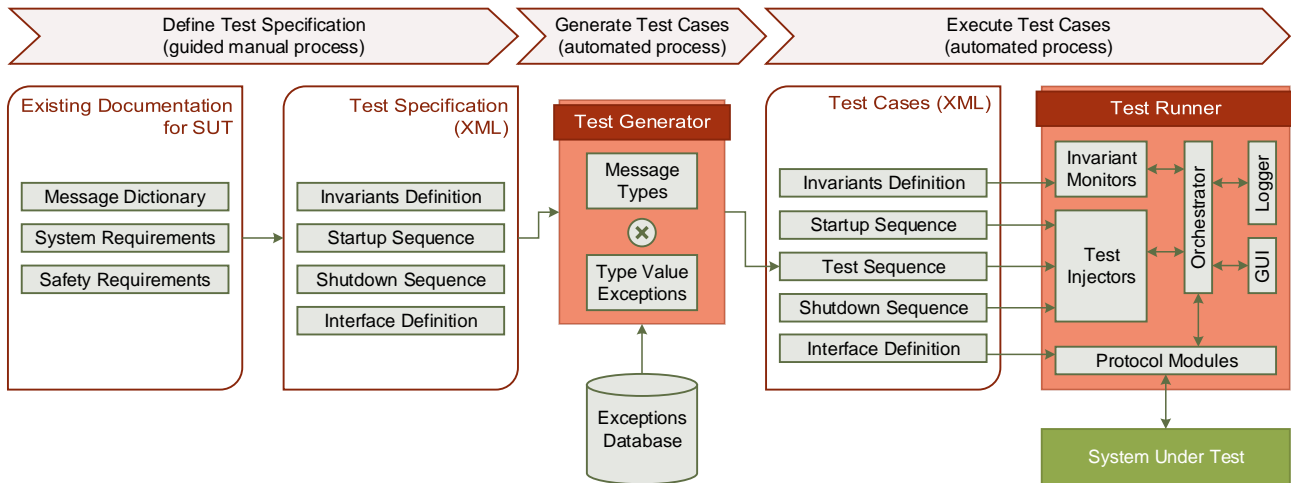 Define Test Specification
(guided manual process)
Generate Test Cases
(automated process)
Execute Test Cases
(automated process)
Existing Documentation
for SUT
Message Dictionary
System Requirements
Safety Requirements
Test Specification
(XML)
Invariants Definition
Startup Sequence
Shutdown Sequence
Interface Definition
Test Generator
Message
Types
Type Value
Exceptions
Exceptions
Database
Test Cases (XML)
Invariants Definition
Startup Sequence
Test Sequence
Shutdown Sequence
Interface Definition
Test Runner
Invariant
Monitors
Test
Injectors
Orchestrator
Logger
GUI
Protocol Modules
System Under Test